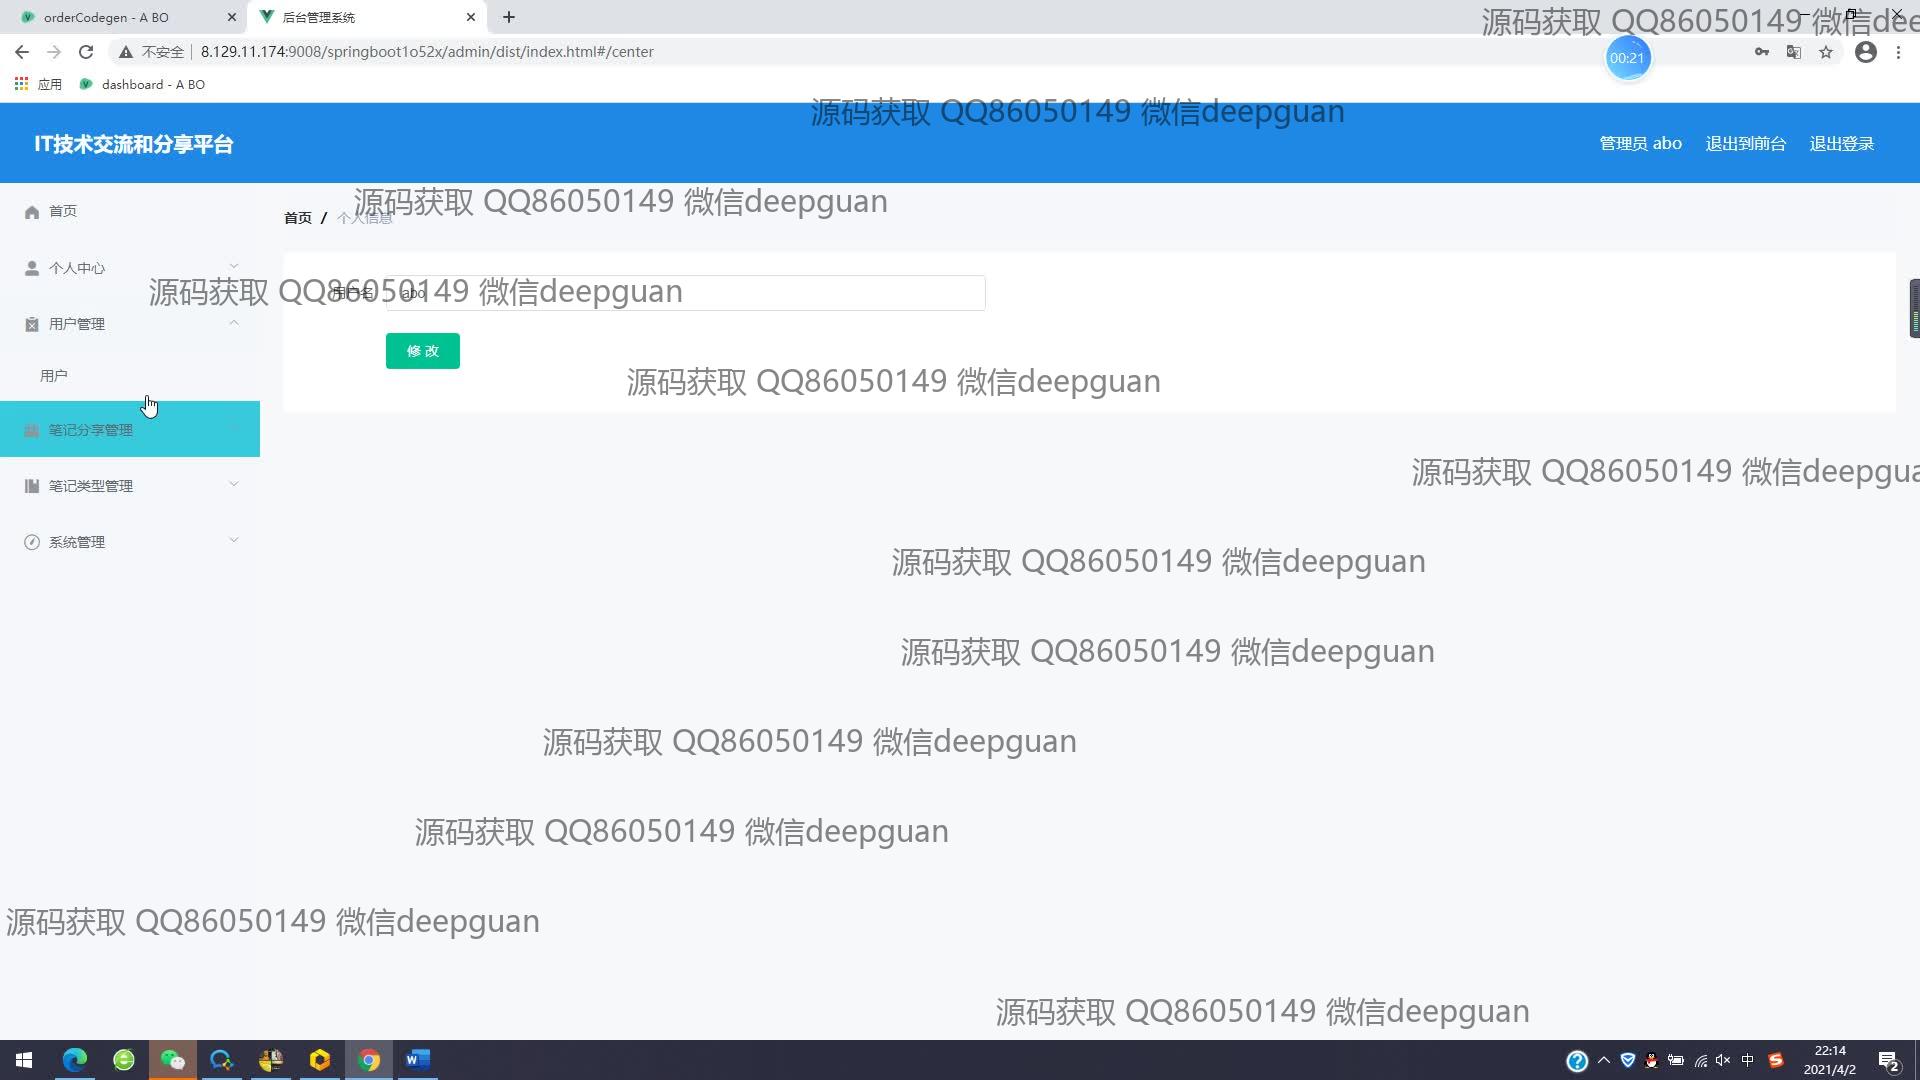 orderCodegen - A BO
后台管理系统
源码获取 QQ86050149 微信dee
不安全
8.129.11.174:9008/springboot1o52x/admin/dist/index.html#/center
00:21
应用
dashboard - A BO
源码获取 QQ86050149 微信deepguan
IT技术交流和分享平台
管理员 abo
退出到前台
退出登录
源码获取 QQ86050149 微信deepguan
首页
首页 / 个人信息
个人中心
源码获取 QQ86050149 微信deepguan
用户名
abo
用户管理
修 改
用户
源码获取 QQ86050149 微信deepguan
笔记分享管理
源码获取 QQ86050149 微信deepgua
笔记类型管理
系统管理
源码获取 QQ86050149 微信deepguan
源码获取 QQ86050149 微信deepguan
源码获取 QQ86050149 微信deepguan
源码获取 QQ86050149 微信deepguan
源码获取 QQ86050149 微信deepguan
源码获取 QQ86050149 微信deepguan
中
22:14
2021/4/2
2